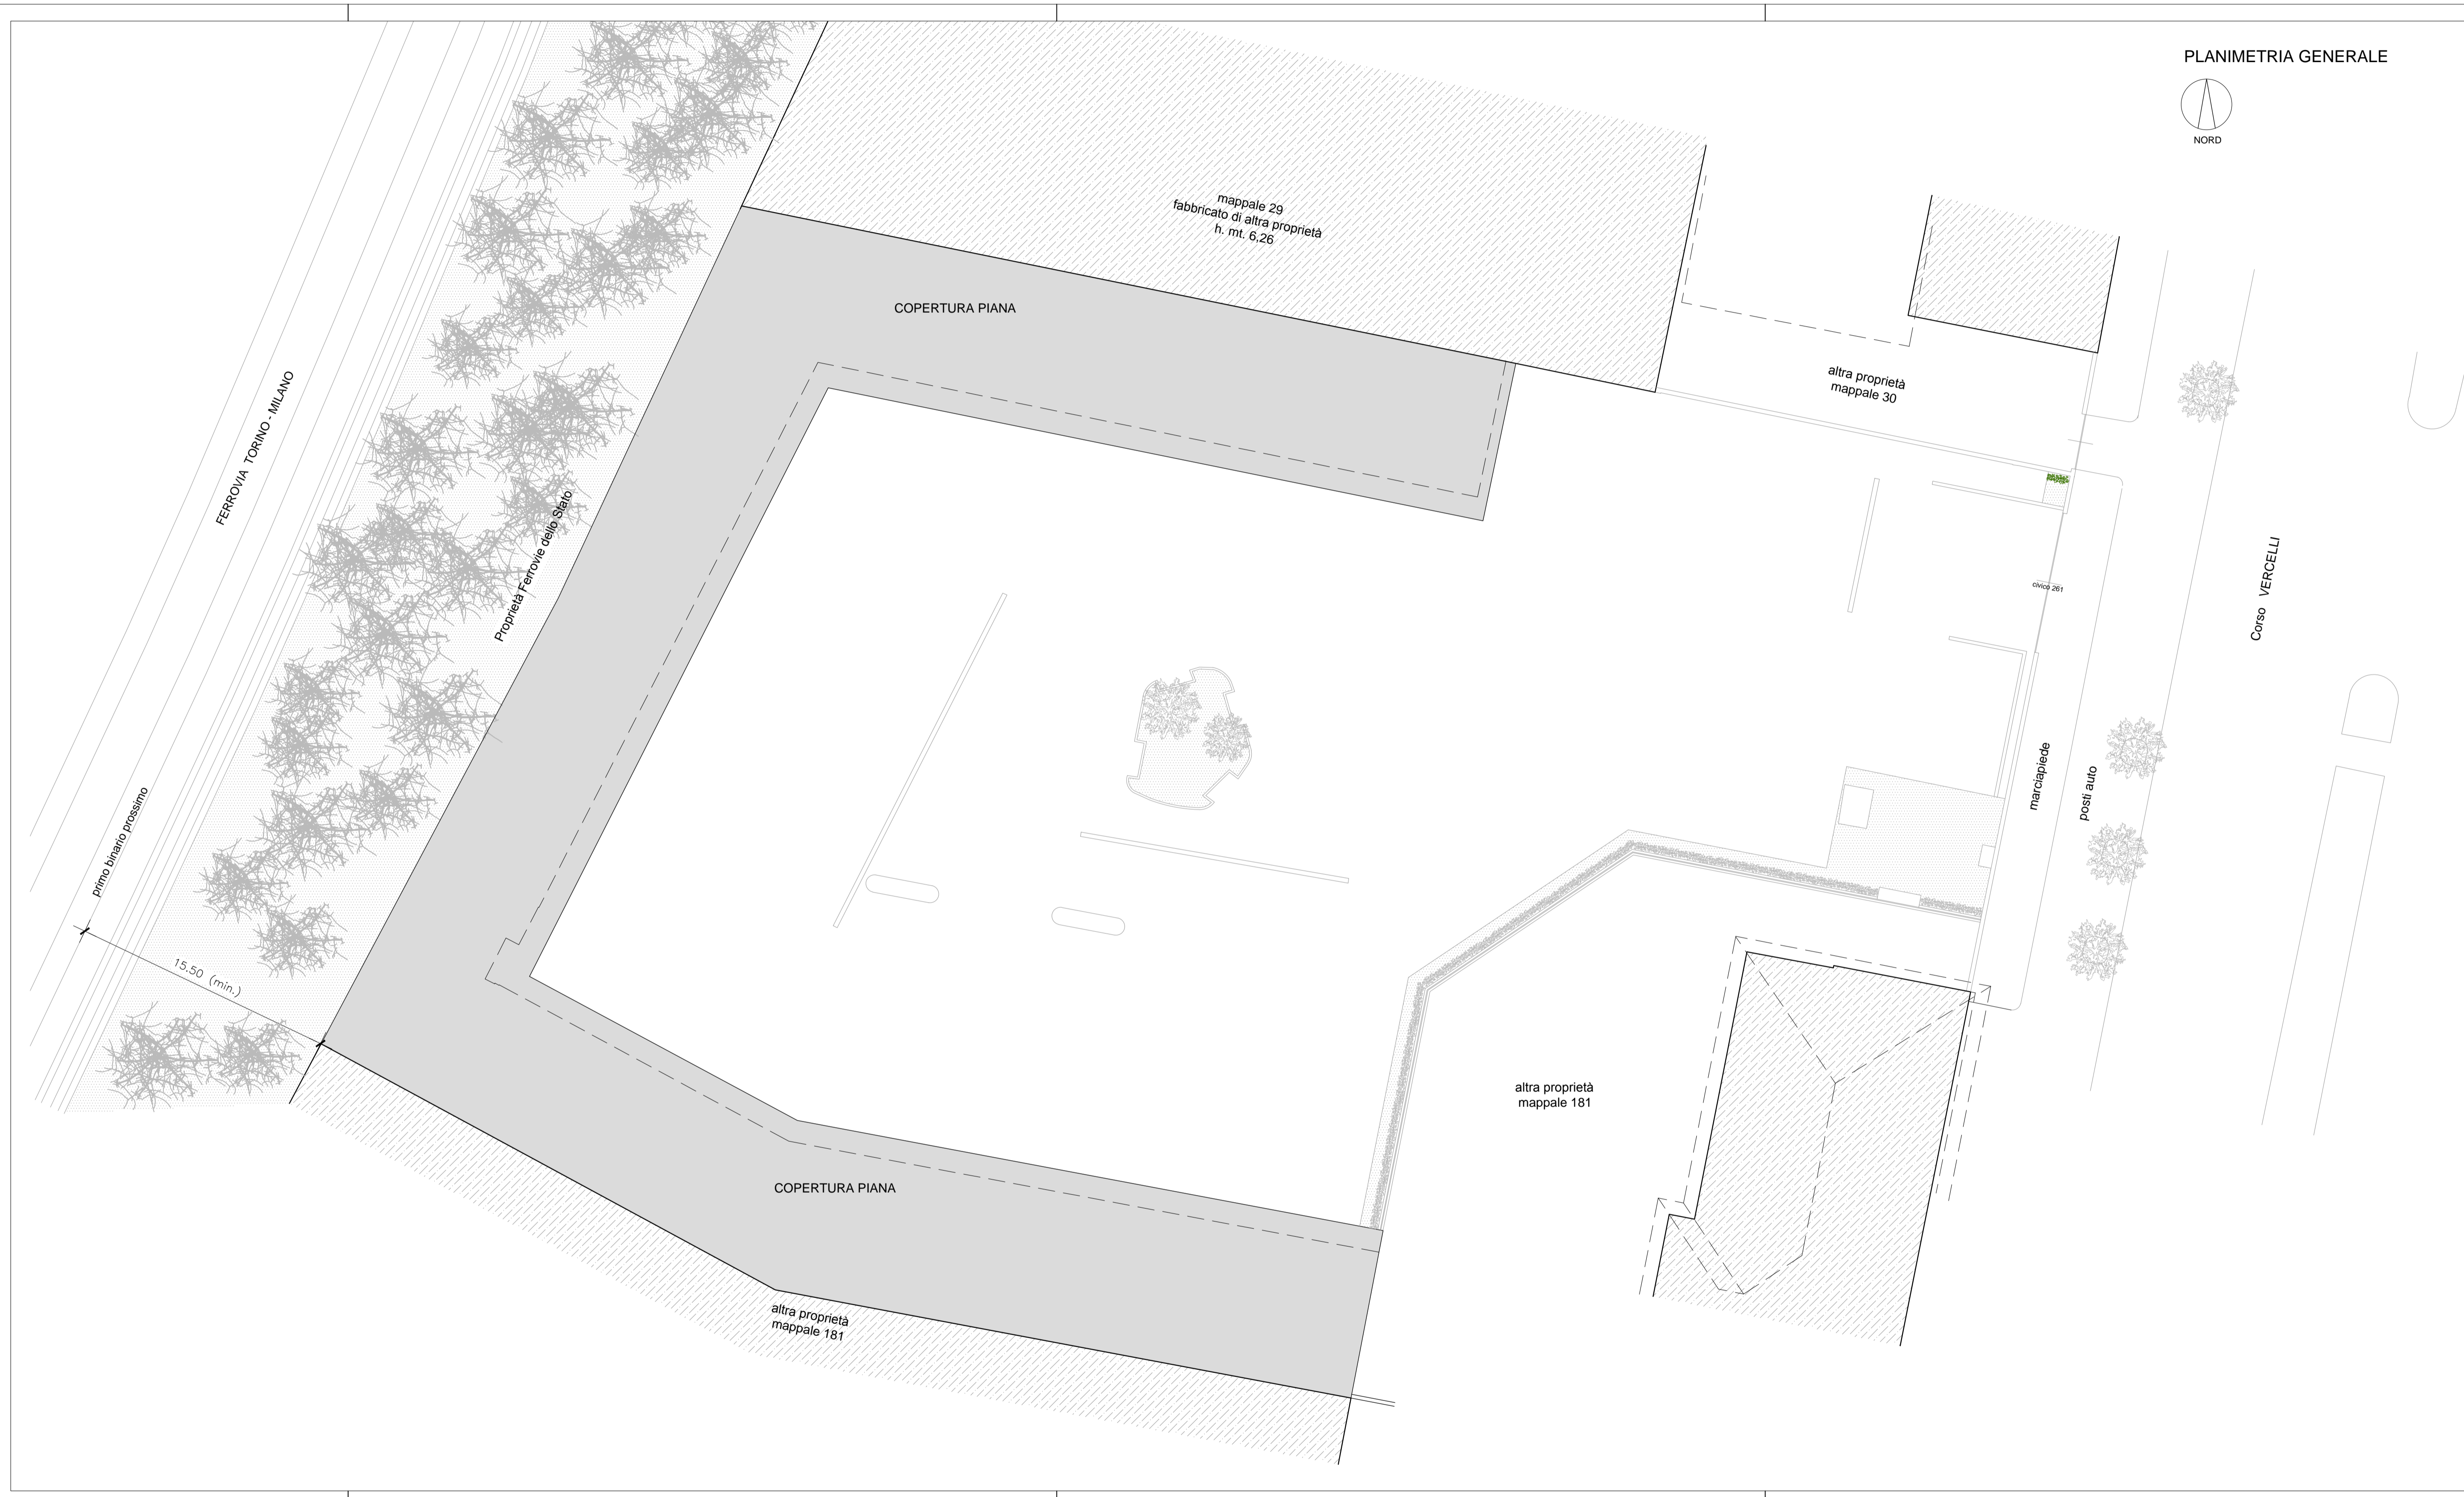 PLANIMETRIA GENERALE
NORD
mappale 29
fabbricato di altra proprietà
h. mt. 6,26
COPERTURA PIANA
altra proprietà
mappale 30
FERROVIA TORINO - MILANO
Proprietà Ferrovie dello Stato
civico 261
Corso VERCELLI
primo binario prossimo
marciapiede
posti auto
15.50 (min.)
altra proprietà
mappale 181
COPERTURA PIANA
altra proprietà
mappale 181